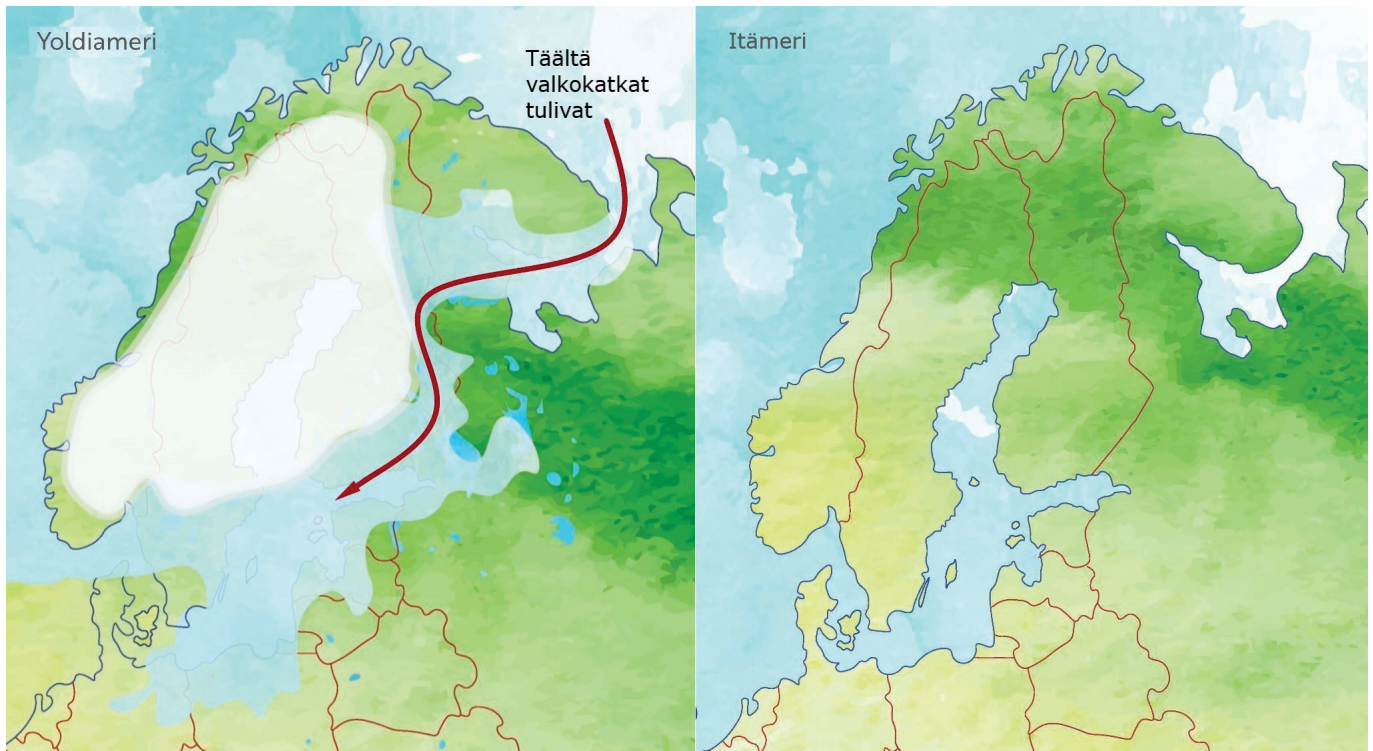 Yoldiameri
Täältä
valkokatkat
tulivat
Itämeri